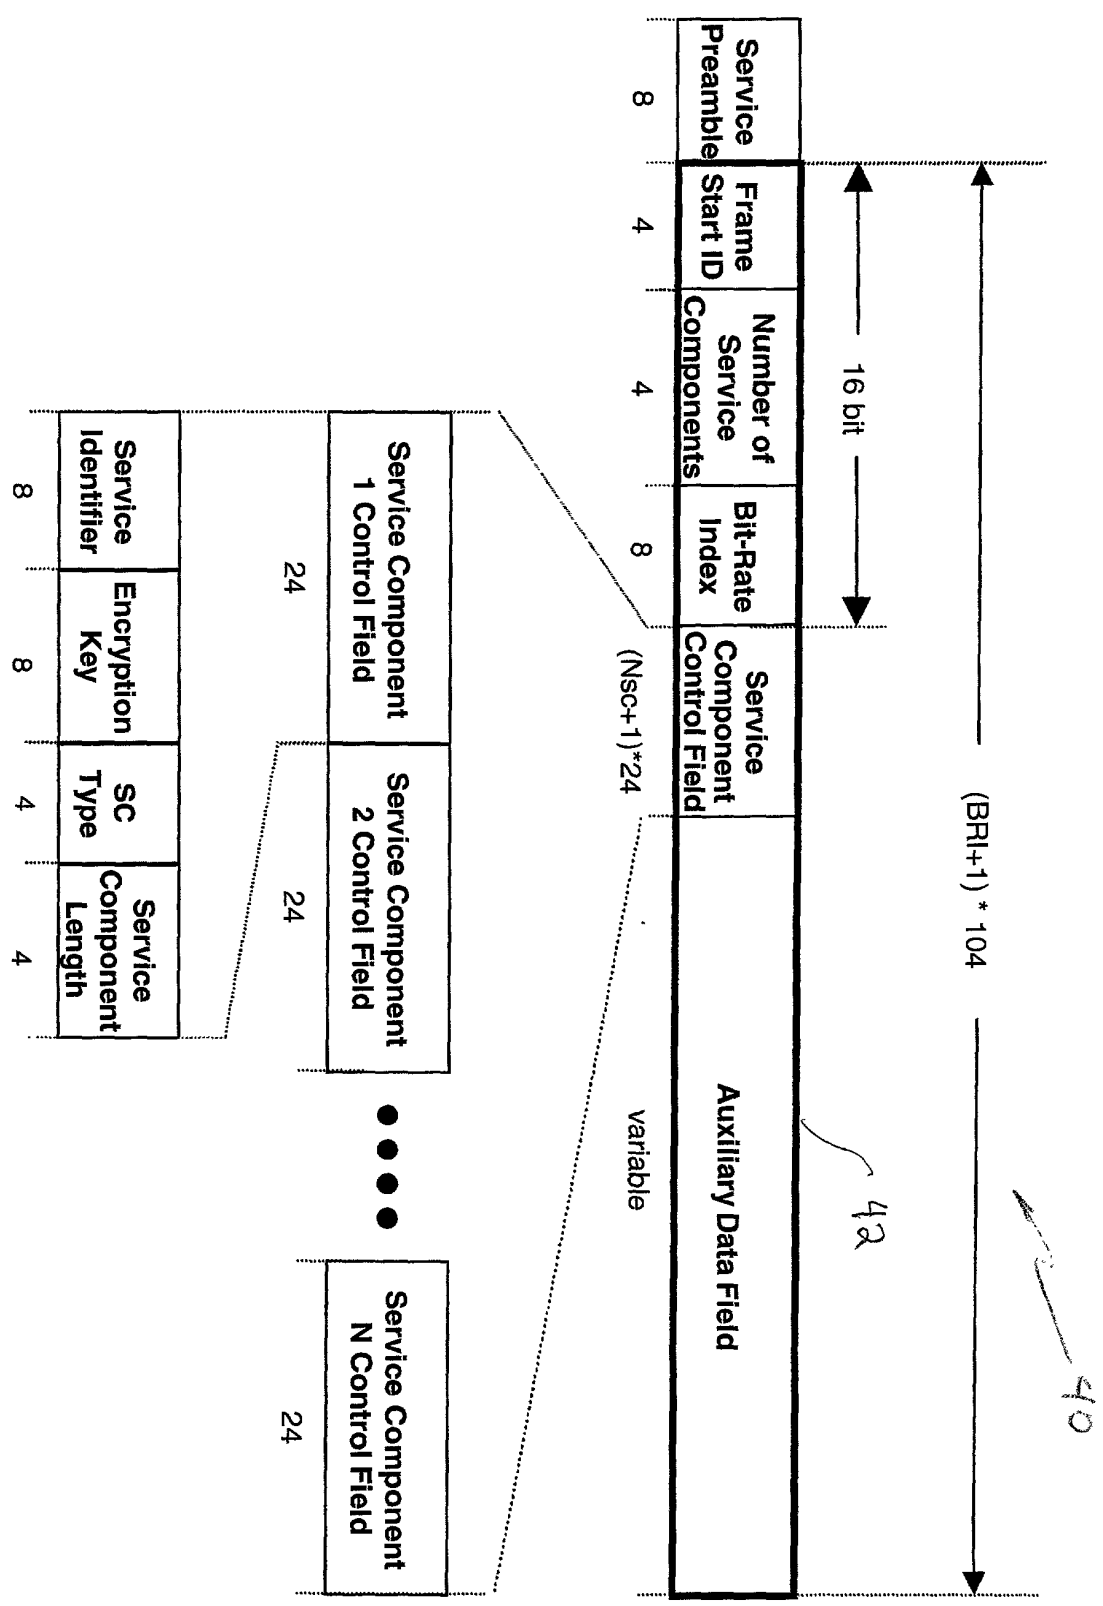 40
(BRI+1) * 104
16 bit
42
Service
Preamble
Frame
Start ID
Number of
Service
Components
Bit-Rate
Index
Service
Component
Control Field
Auxiliary Data Field
8
4
4
8
(Nsc+1)*24
variable
Service Component
1 Control Field
Service Component
2 Control Field
Service Component
N Control Field
24
24
24
Service
Identifier
Encryption
Key
SC
Type
Service
Component
Length
8
8
4
4